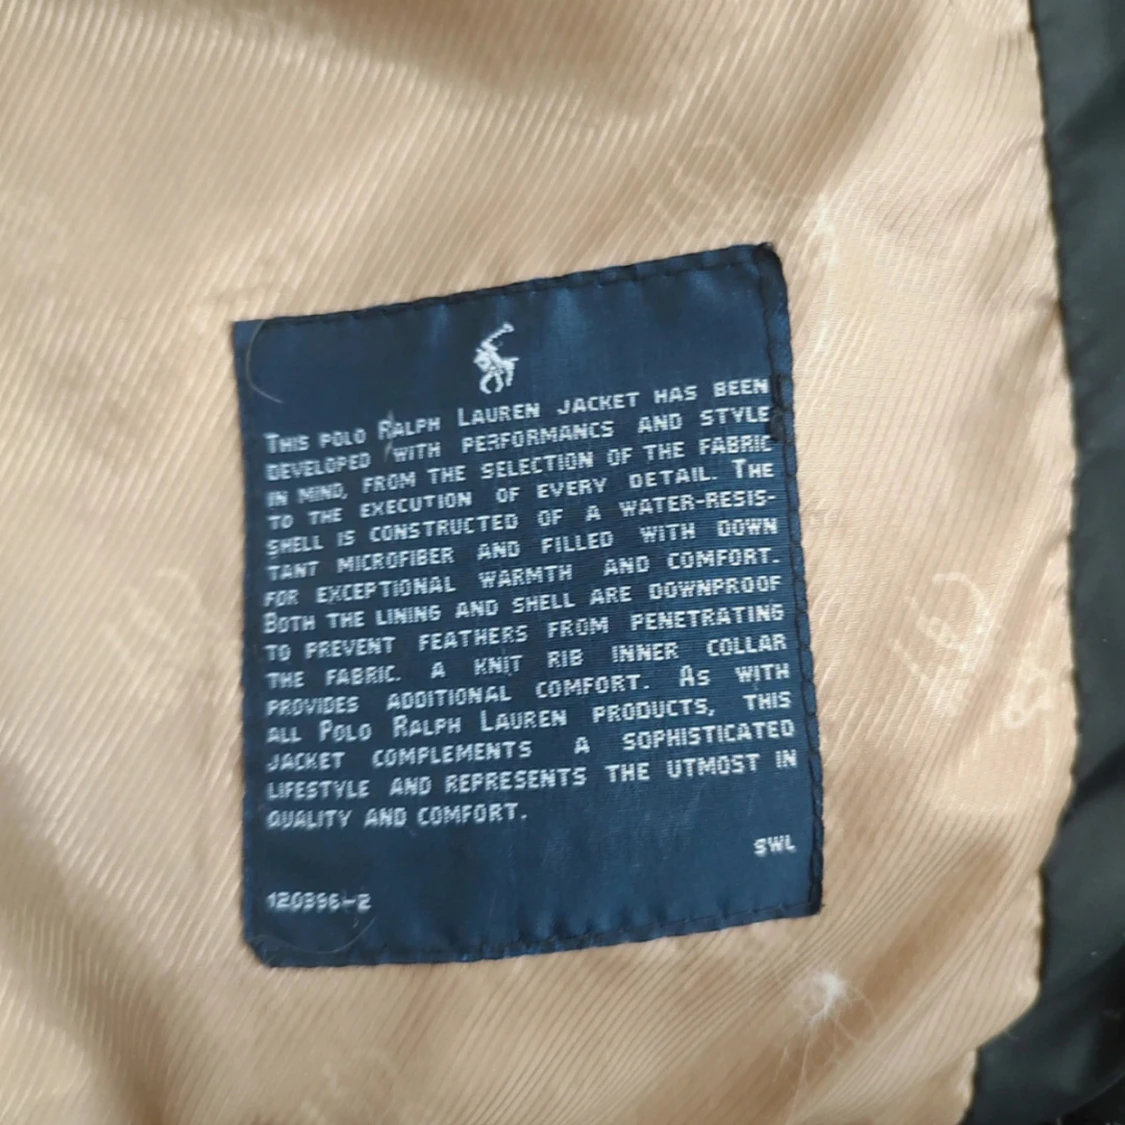 THIS POLO RALPH LAUREN JACKET HAS BEEN
DEVELOPED WITH PERFORMANCS AND STYLE
IN MIND, FROM THE SELECTION OF THE FABRIC
TO THE EXECUTION OF EVERY DETAIL. THE
SHELL IS CONSTRUCTED OF A WATER-RESIS-
TANT MICROFIBER AND FILLED WITH DOWN
FOR EXCEPTIONAL WARMTH AND COMFORT.
BOTH THE LINING AND SHELL ARE DOWNPROOF
TO PREVENT FEATHERS FROM PENETRATING
THE FABRIC. A KNIT RIB INNER COLLAR
PROVIDES ADDITIONAL COMFORT. AS WITH
ALL POLO RALPH LAUREN PRODUCTS, THIS
JACKET COMPLEMENTS A SOPHISTICATED
LIFESTYLE AND REPRESENTS THE UTMOST IN
QUALITY AND COMFORT.
SWL
120396-2